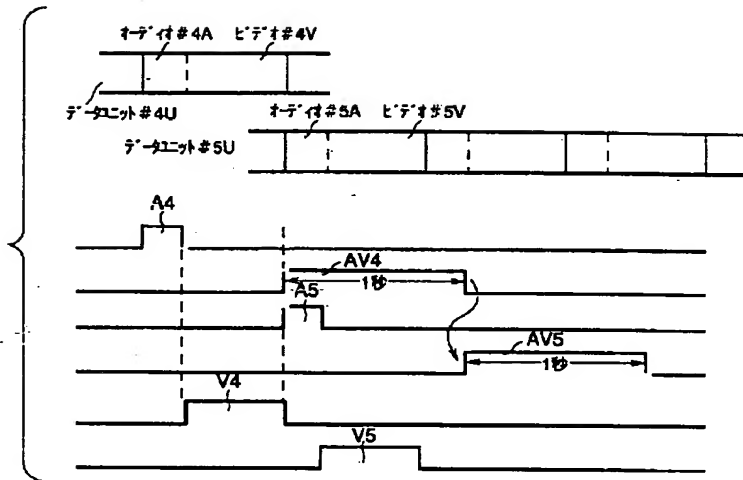 オーディオ#4A ビデオ#4V
データユニット#4U
オーディオ#5A ビデオ#5V
データユニット#5U
A4
AV4
1秒
A5
AV5
1秒
V4
V5